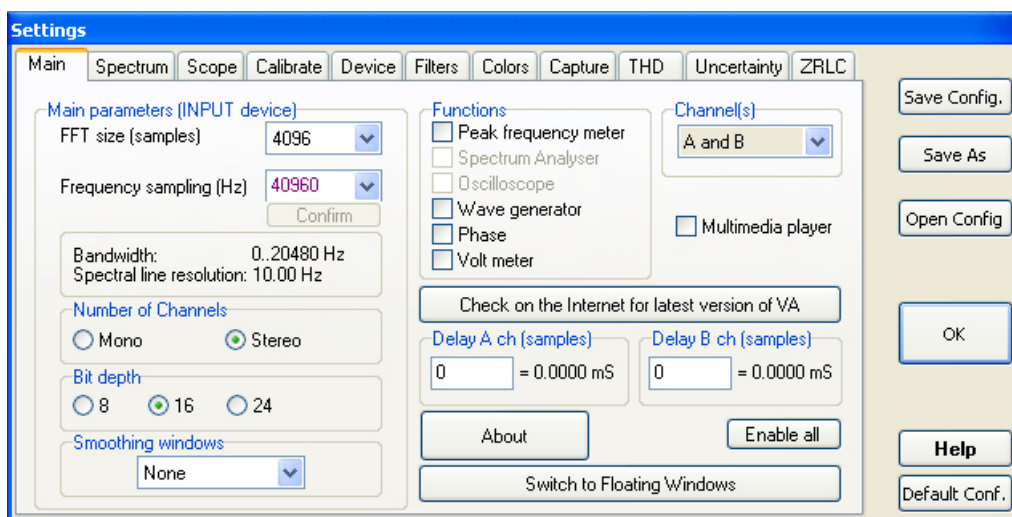 Settings
Main Spectrum Scope Calibrate Device Filters Colors Capture THD Uncertainty ZRLC
Main parameters (INPUT device)
FFT size (samples) 4096
Frequency sampling (Hz) 40960
Confirm
Bandwidth: 0..20480 Hz
Spectral line resolution: 10.00 Hz
Number of Channels
Mono Stereo
Bit depth
8 16 24
Smoothing windows
None
Functions
Peak frequency meter
Spectrum Analyser
Oscilloscope
Wave generator
Phase
Volt meter
Channel(s)
A and B
Multimedia player
Check on the Internet for latest version of VA
Delay A ch (samples)
0 = 0.0000 mS
Delay B ch (samples)
0 = 0.0000 mS
About
Enable all
Switch to Floating Windows
Save Config.
Save As
Open Config
OK
Help
Default Conf.